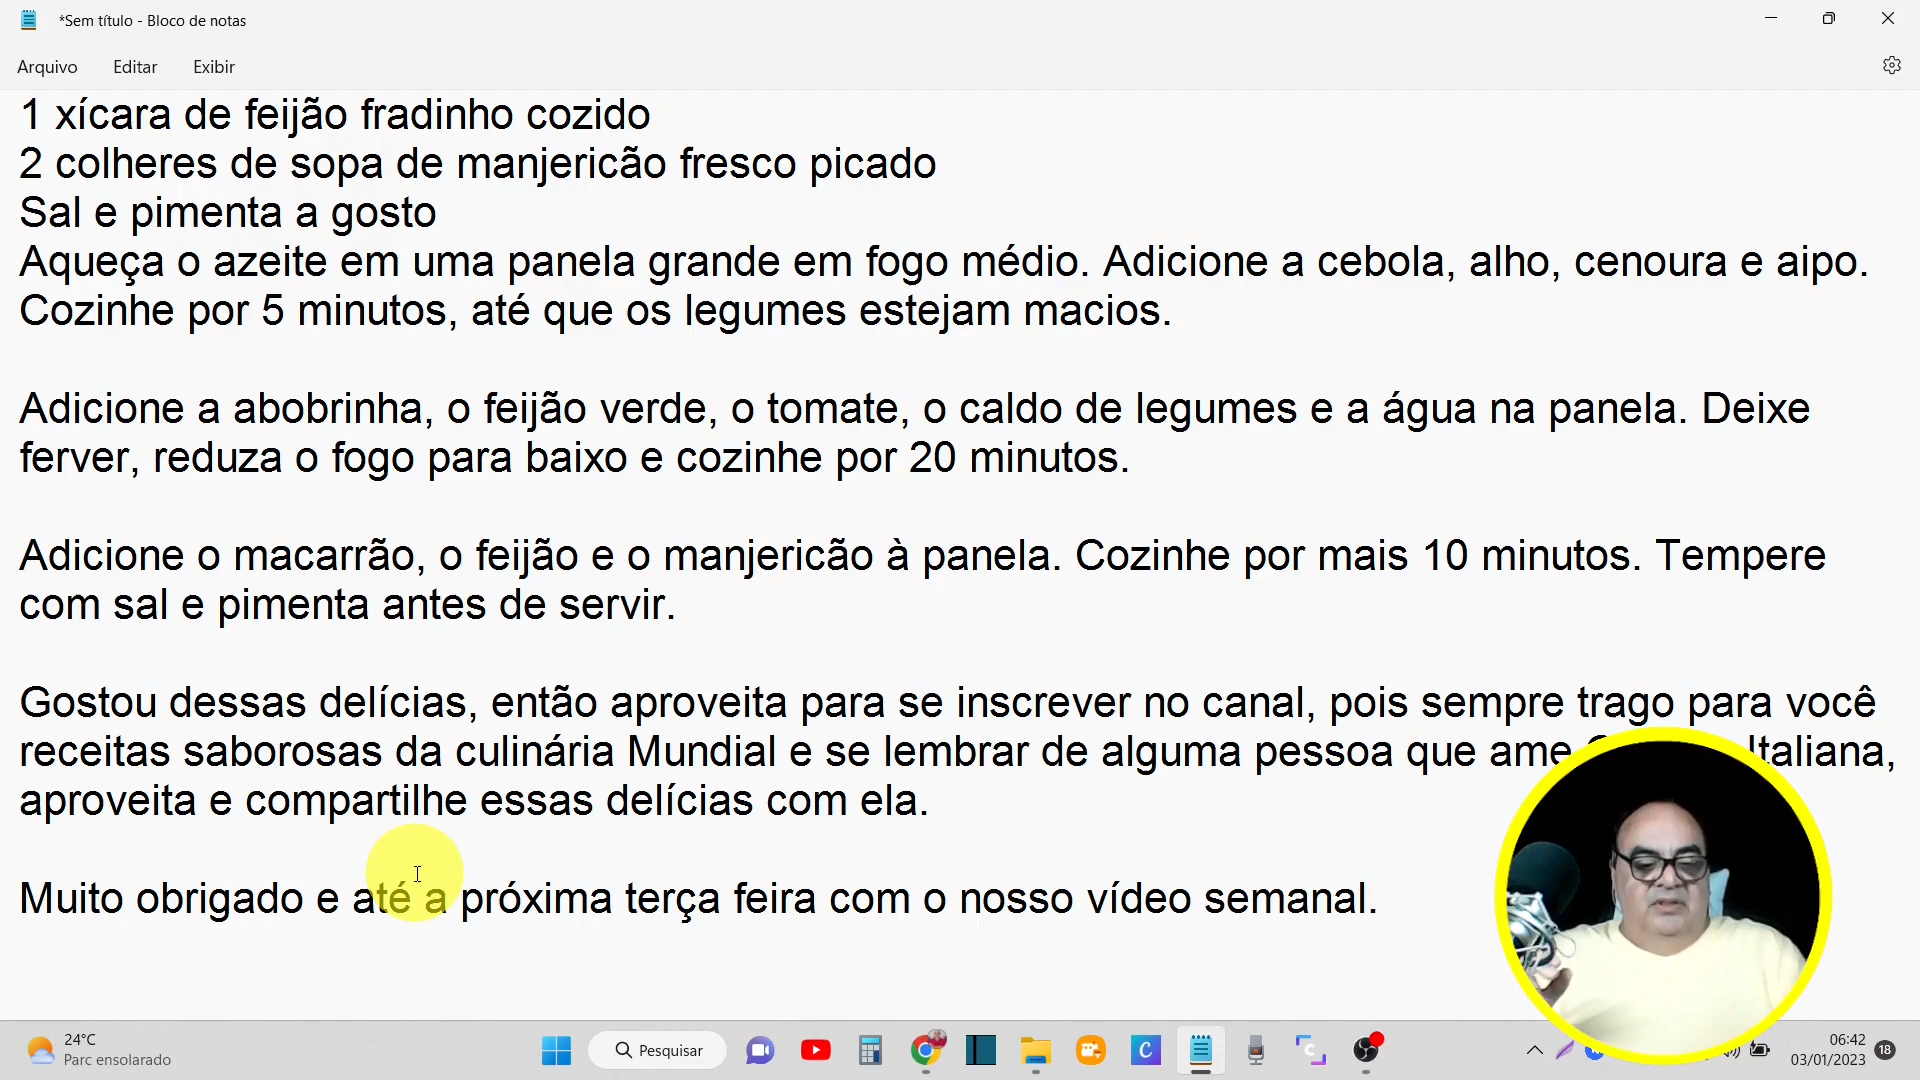 *Sem título - Bloco de notas
Arquivo Editar Exibir
1 xícara de feijão fradinho cozido
2 colheres de sopa de manjericão fresco picado
Sal e pimenta a gosto
Aqueça o azeite em uma panela grande em fogo médio. Adicione a cebola, alho, cenoura e aipo.
Cozinhe por 5 minutos, até que os legumes estejam macios.
Adicione a abobrinha, o feijão verde, o tomate, o caldo de legumes e a água na panela. Deixe
ferver, reduza o fogo para baixo e cozinhe por 20 minutos.
Adicione o macarrão, o feijão e o manjericão à panela. Cozinhe por mais 10 minutos. Tempere
com sal e pimenta antes de servir.
Gostou dessas delícias, então aproveita para se inscrever no canal, pois sempre trago para você
receitas saborosas da culinária Mundial e se lembrar de alguma pessoa que ame Italiana,
aproveita e compartilhe essas delícias com ela.
Muito obrigado e até a próxima terça feira com o nosso vídeo semanal.
24°C
Parc ensolarado
Pesquisar
06:42
03/01/2023
18